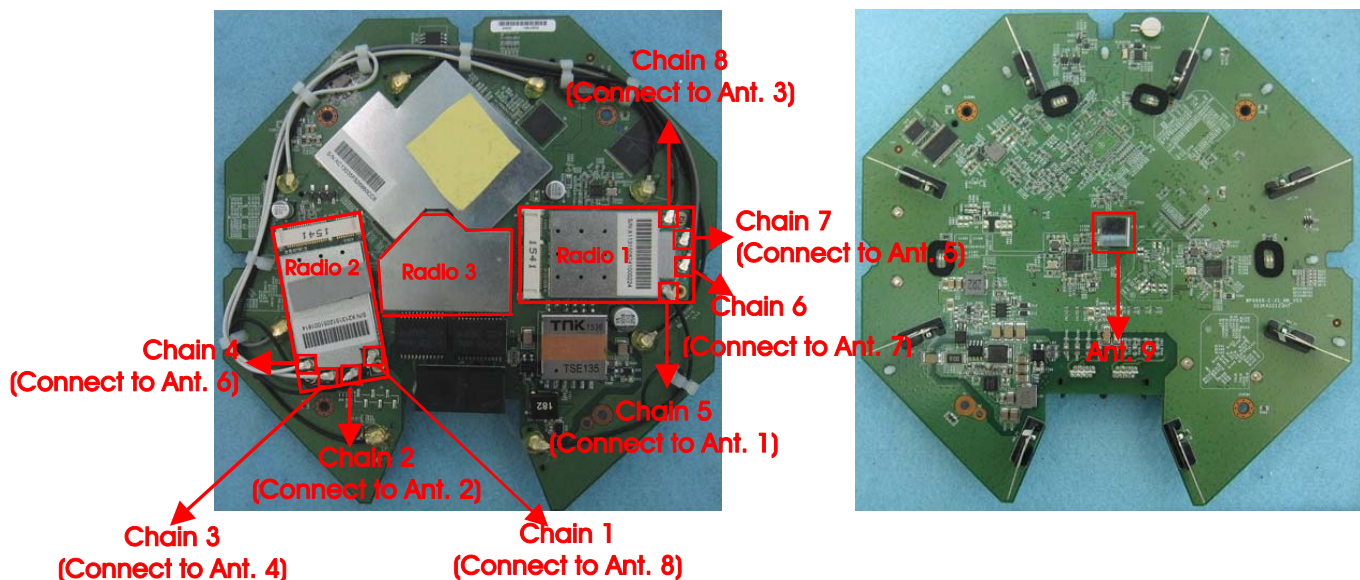 Chain 8
(Connect to Ant. 3)
Chain 7
(Connect to Ant. 5)
Chain 6
(Connect to Ant. 7)
Radio 1
Radio 2
Radio 3
1541
1541
TNK
TSE135
182
Chain 4
(Connect to Ant. 6)
Chain 5
(Connect to Ant. 1)
Chain 2
(Connect to Ant. 2)
Chain 3
(Connect to Ant. 4)
Chain 1
(Connect to Ant. 8)
Ant. 9